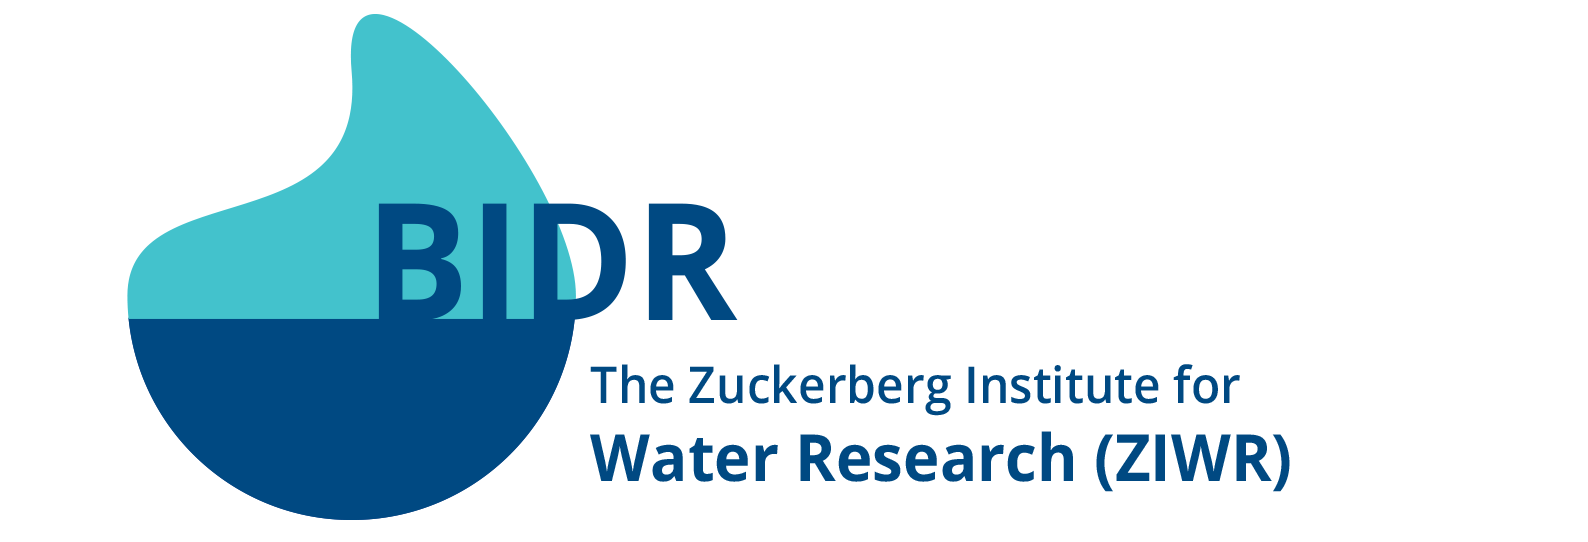 BIDR
The Zuckerberg Institute for
Water Research (ZIWR)